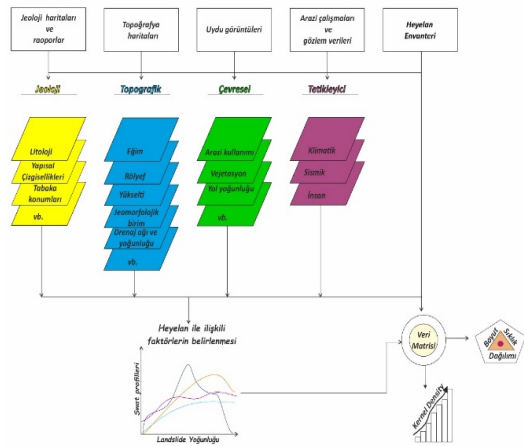 Jeoloji haritaları
ve
raoporlar
Topoğrafya
haritaları
Uydu görüntüleri
Arazi çalışmaları
ve
gözlem verileri
Heyelan
Envanteri
Jeoloji
Topografik
Çevresel
Tetikleyici
Litoloji
Yapısal
Çizgisellikleri
Tabaka
konumları
vb.
Eğim
Rölyef
Yükselti
Jeomorfolojik
birim
Drenaj ağı ve
yoğunluğu
vb.
Arazi kullanımı
Vejetasyon
Yol yoğunluğu
vb.
Klimatik
Sismik
İnsan
Heyelan ile ilişkili
faktörlerin belirlenmesi
Swat profilleri
Landslide Yoğunluğu
Veri
Matrisi
Boyut
Sıklık
Dağılımı
Kernel Density